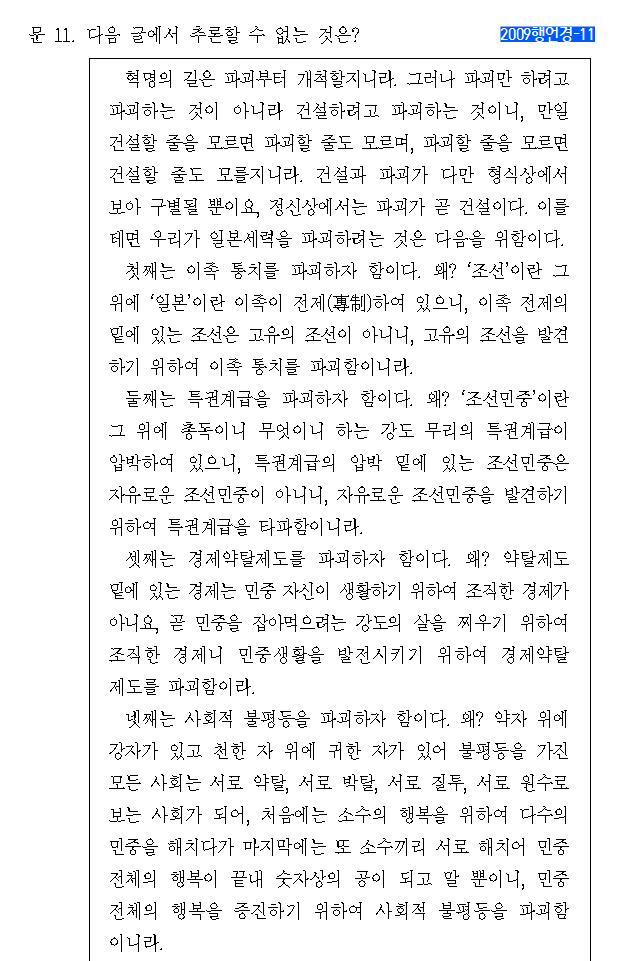 문 11. 다음 글에서 추론할 수 없는 것은?
2009행언경-11
혁명의 길은 파괴부터 개척할지니라. 그러나 파괴만 하려고
파괴하는 것이 아니라 건설하려고 파괴하는 것이니, 만일
건설할 줄을 모르면 파괴할 줄도 모르며, 파괴할 줄을 모르면
건설할 줄도 모를지니라. 건설과 파괴가 다만 형식상에서
보아 구별될 뿐이요, 정신상에서는 파괴가 곧 건설이다. 이를
테면 우리가 일본세력을 파괴하려는 것은 다음을 위함이다.
첫째는 이족 통치를 파괴하자 함이다. 왜? ‘조선’이란 그
위에 ‘일본’이란 이족이 전제(專制)하여 있으니, 이족 전제의
밑에 있는 조선은 고유의 조선이 아니니, 고유의 조선을 발견
하기 위하여 이족 통치를 파괴함이니라.
둘째는 특권계급을 파괴하자 함이다. 왜? ‘조선민중’이란
그 위에 총독이니 무엇이니 하는 강도 무리의 특권계급이
압박하여 있으니, 특권계급의 압박 밑에 있는 조선민중은
자유로운 조선민중이 아니니, 자유로운 조선민중을 발견하기
위하여 특권계급을 타파함이니라.
셋째는 경제약탈제도를 파괴하자 함이다. 왜? 약탈제도
밑에 있는 경제는 민중 자신이 생활하기 위하여 조직한 경제가
아니요, 곧 민중을 잡아먹으려는 강도의 살을 찌우기 위하여
조직한 경제니 민중생활을 발전시키기 위하여 경제약탈
제도를 파괴함이라.
넷째는 사회적 불평등을 파괴하자 함이다. 왜? 약자 위에
강자가 있고 천한 자 위에 귀한 자가 있어 불평등을 가진
모든 사회는 서로 약탈, 서로 박탈, 서로 질투, 서로 원수로
보는 사회가 되어, 처음에는 소수의 행복을 위하여 다수의
민중을 해치다가 마지막에는 또 소수끼리 서로 해치어 민중
전체의 행복이 끝내 숫자상의 공이 되고 말 뿐이니, 민중
전체의 행복을 증진하기 위하여 사회적 불평등을 파괴함
이니라.